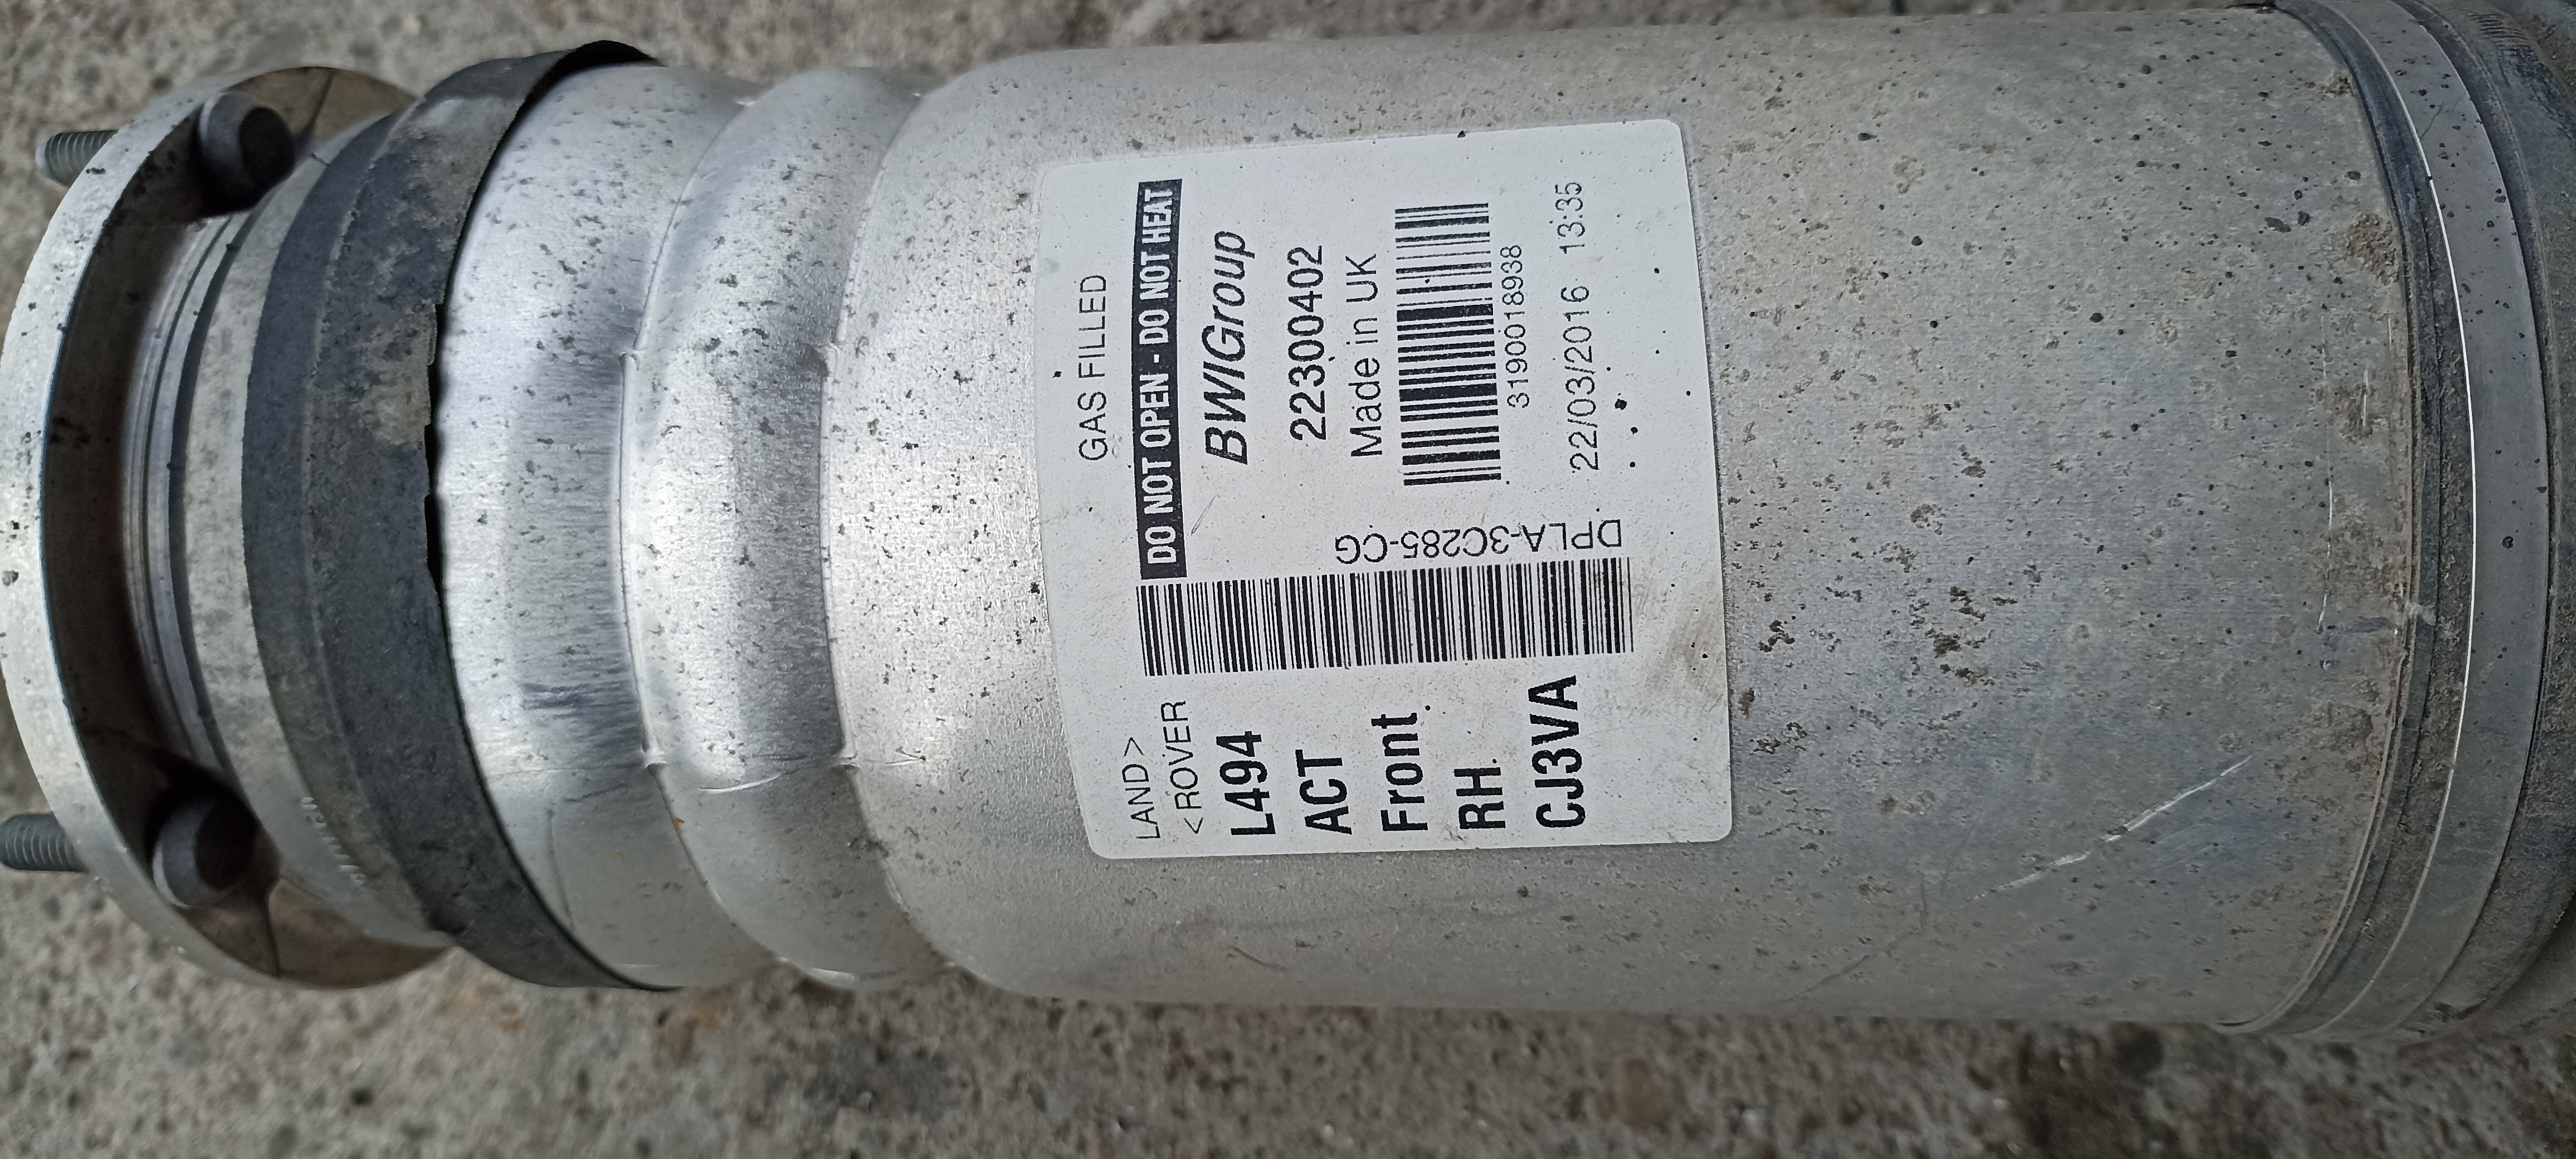 GAS FILLED
DO NOT OPEN - DO NOT HEAT
BWIGroup
22300402
Made in UK
3190018938
22/03/2016 13:35
DPLA-3C285-CG
LAND>
<ROVER
L494
ACT
Front
RH.
CJ3VA